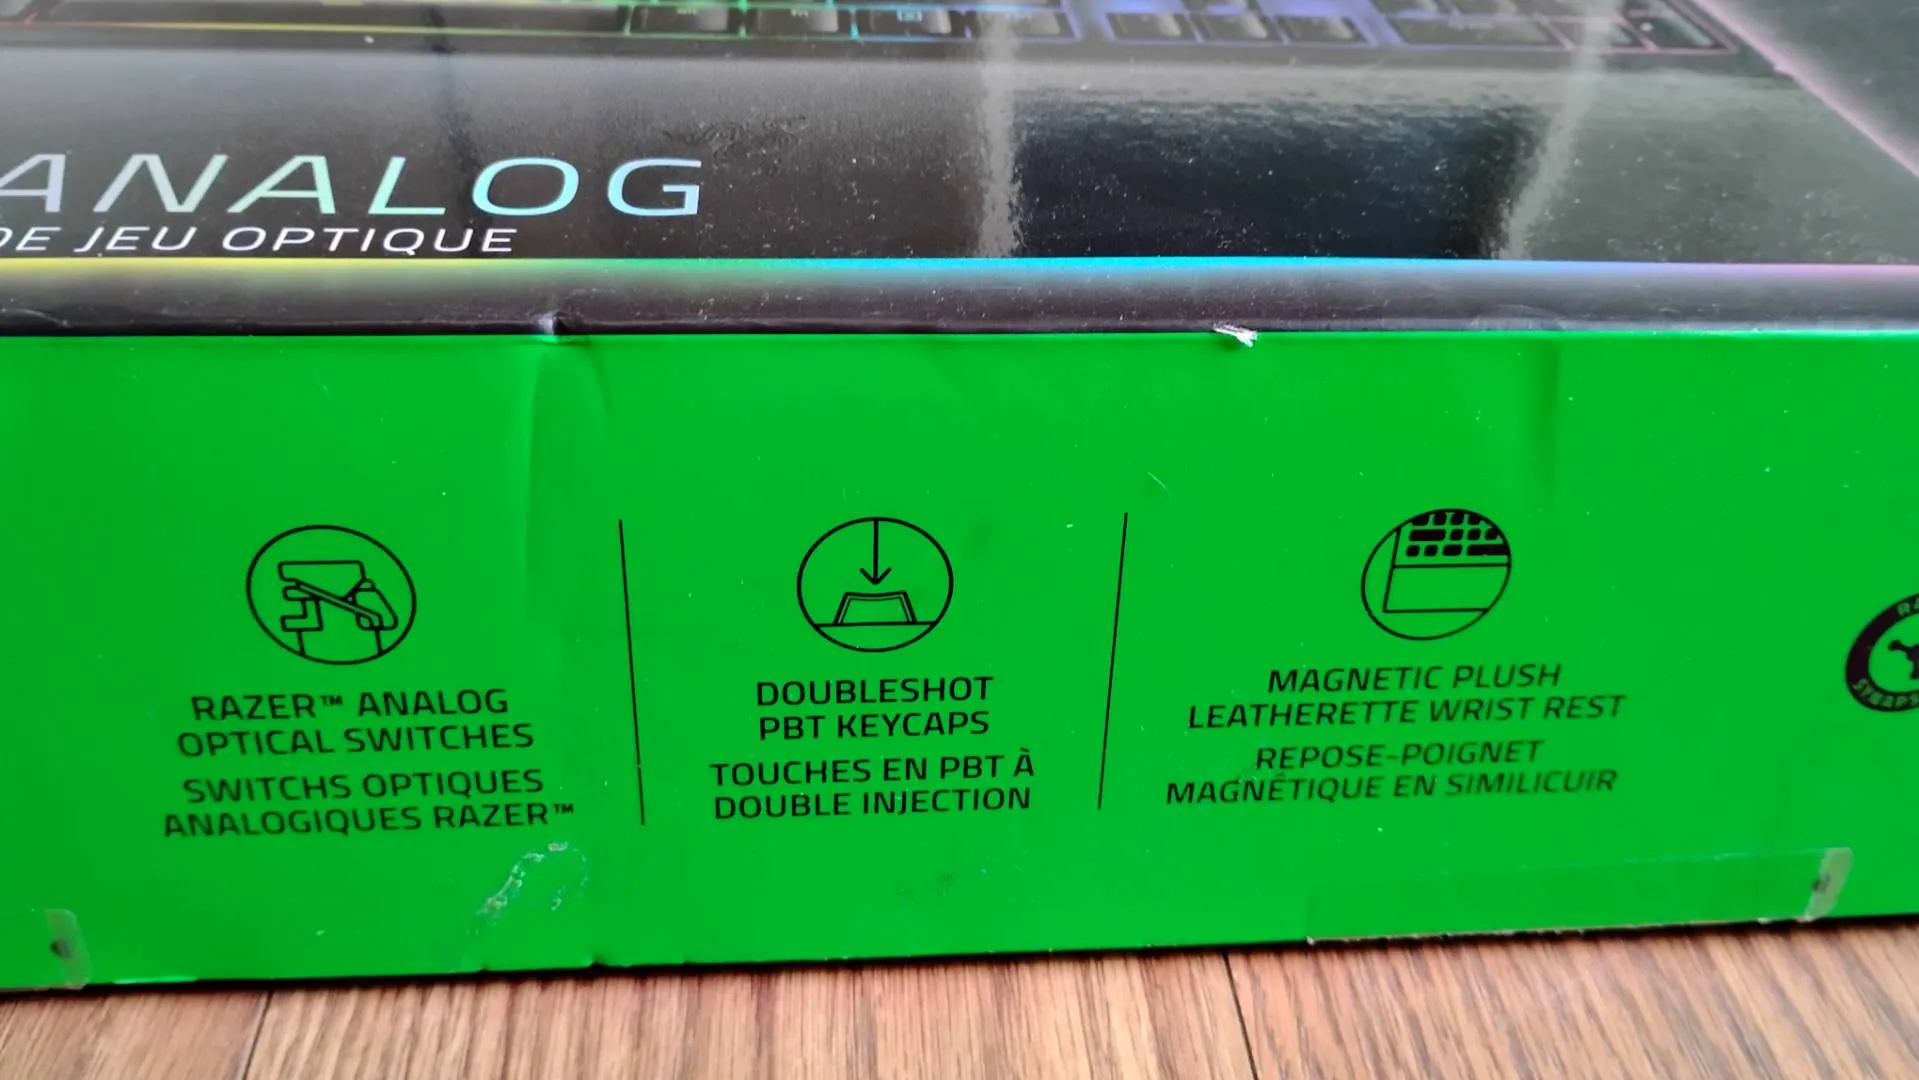 ANALOG
DE JEU OPTIQUE
RAZER™ ANALOG
OPTICAL SWITCHES
SWITCHS OPTIQUES
ANALOGIQUES RAZER™
DOUBLESHOT
PBT KEYCAPS
TOUCHES EN PBT À
DOUBLE INJECTION
MAGNETIC PLUSH
LEATHERETTE WRIST REST
REPOSE-POIGNET
MAGNÉTIQUE EN SIMILICUIR